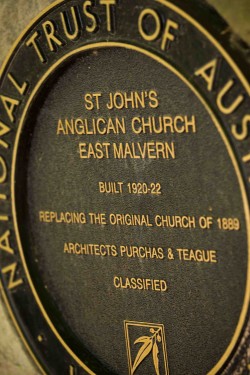 NATIONAL TRUST OF AUS
ST JOHN'S
ANGLICAN CHURCH
EAST MALVERN
BUILT 1920-22
REPLACING THE ORIGINAL CHURCH OF 1889
ARCHITECTS PURCHAS & TEAGUE
CLASSIFIED